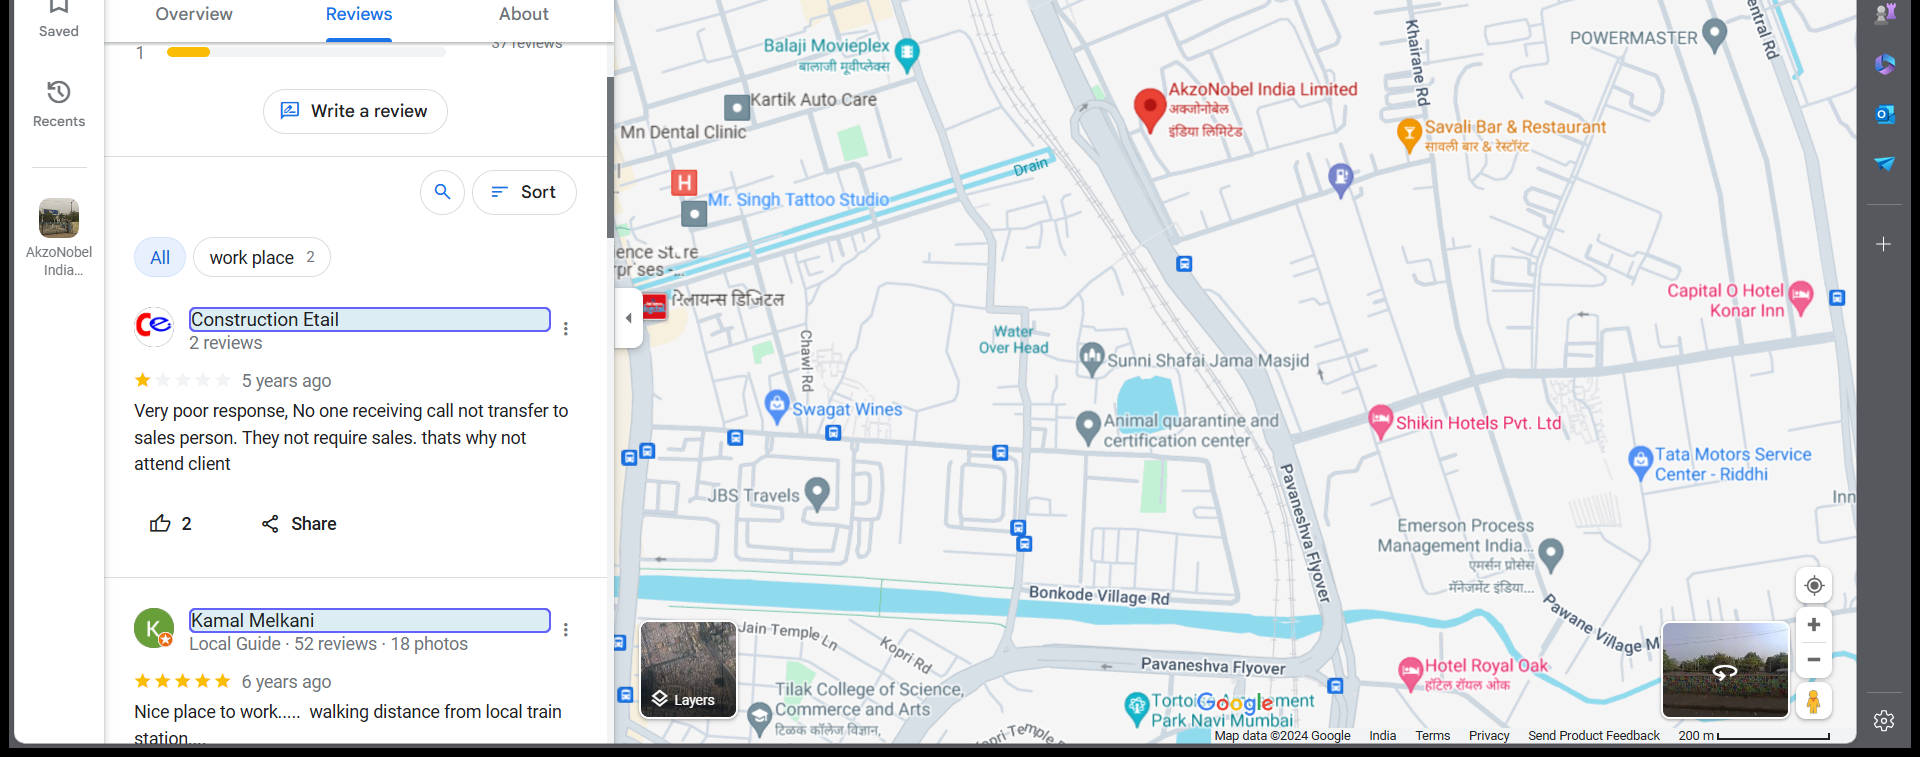 Saved
Recents
AkzoNobel
India...
Overview
Reviews
About
1
37 reviews
Write a review
Sort
All
work place 2
Construction Etail
2 reviews
5 years ago
Very poor response, No one receiving call not transfer to
sales person. They not require sales. thats why not
attend client
2
Share
K
Kamal Melkani
Local Guide · 52 reviews · 18 photos
6 years ago
Nice place to work..... walking distance from local train
station....
Balaji Movieplex
बालाजी मूवीप्लेक्स
Kartik Auto Care
Mn Dental Clinic
H
Mr. Singh Tattoo Studio
Drain
रिलायन्स डिजिटल
Chawl Rd
Water
Over Head
Swagat Wines
Sunni Shafai Jama Masjid
Animal quarantine and
certification center
JBS Travels
AkzoNobel India Limited
अक्जोनोबेल
इंडिया लिमिटेड
Khairane Rd
POWERMASTER
entral Rd
Savali Bar & Restaurant
सावली बार & रेस्टॉरंट
Capital O Hotel
Konar Inn
Shikin Hotels Pvt. Ltd
Tata Motors Service
Center - Riddhi
Inn
Emerson Process
Management India...
एमर्सन प्रोसेस
मॅनेजमेंट इंडिया...
Pavaneshva Flyover
Bonkode Village Rd
Pawane Village M
Pavaneshva Flyover
Jain Temple Ln
Kopri Rd
Hotel Royal Oak
हॉटेल रॉयल ओक
Tilak College of Science,
Commerce and Arts
टिळक कॉलेज विज्ञान,
Layers
Google
Park Navi Mumbai
Map data ©2024 Google
India
Terms
Privacy
Send Product Feedback
200 m